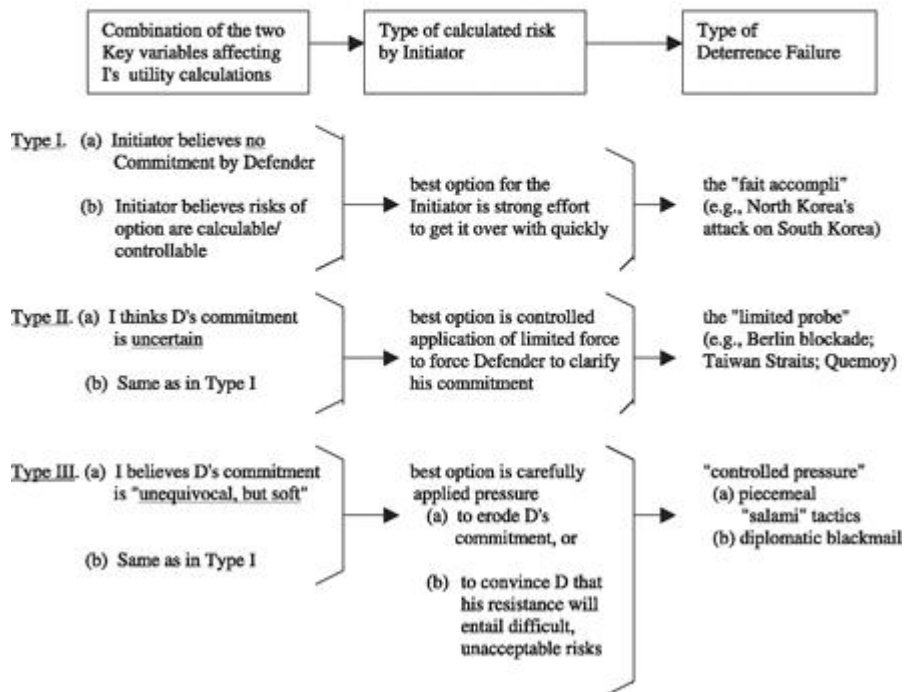 Combination of the two
Key variables affecting
I's utility calculations
Type of calculated risk
by Initiator
Type of
Deterrence Failure
Type I. (a) Initiator believes no
Commitment by Defender
(b) Initiator believes risks of
option are calculable/
controllable
best option for the
Initiator is strong effort
to get it over with quickly
the "fait accompli"
(e.g., North Korea's
attack on South Korea)
Type II. (a) I thinks D's commitment
is uncertain
(b) Same as in Type I
best option is controlled
application of limited force
to force Defender to clarify
his commitment
the "limited probe"
(e.g., Berlin blockade;
Taiwan Straits; Quemoy)
Type III. (a) I believes D's commitment
is "unequivocal, but soft"
(b) Same as in Type I
best option is carefully
applied pressure
(a) to erode D's
commitment, or
(b) to convince D that
his resistance will
entail difficult,
unacceptable risks
"controlled pressure"
(a) piecemeal
"salami" tactics
(b) diplomatic blackmail